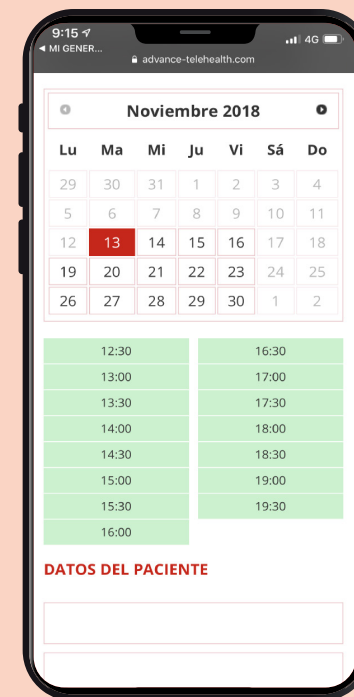 9:15
4G
◀ MI GENER...
advance-telehealth.com
Noviembre 2018
Lu Ma Mi Ju Vi Sá Do
29 30 31 1 2 3 4
5 6 7 8 9 10 11
12 13 14 15 16 17 18
19 20 21 22 23 24 25
26 27 28 29 30 1 2
12:30 16:30
13:00 17:00
13:30 17:30
14:00 18:00
14:30 18:30
15:00 19:00
15:30 19:30
16:00
DATOS DEL PACIENTE